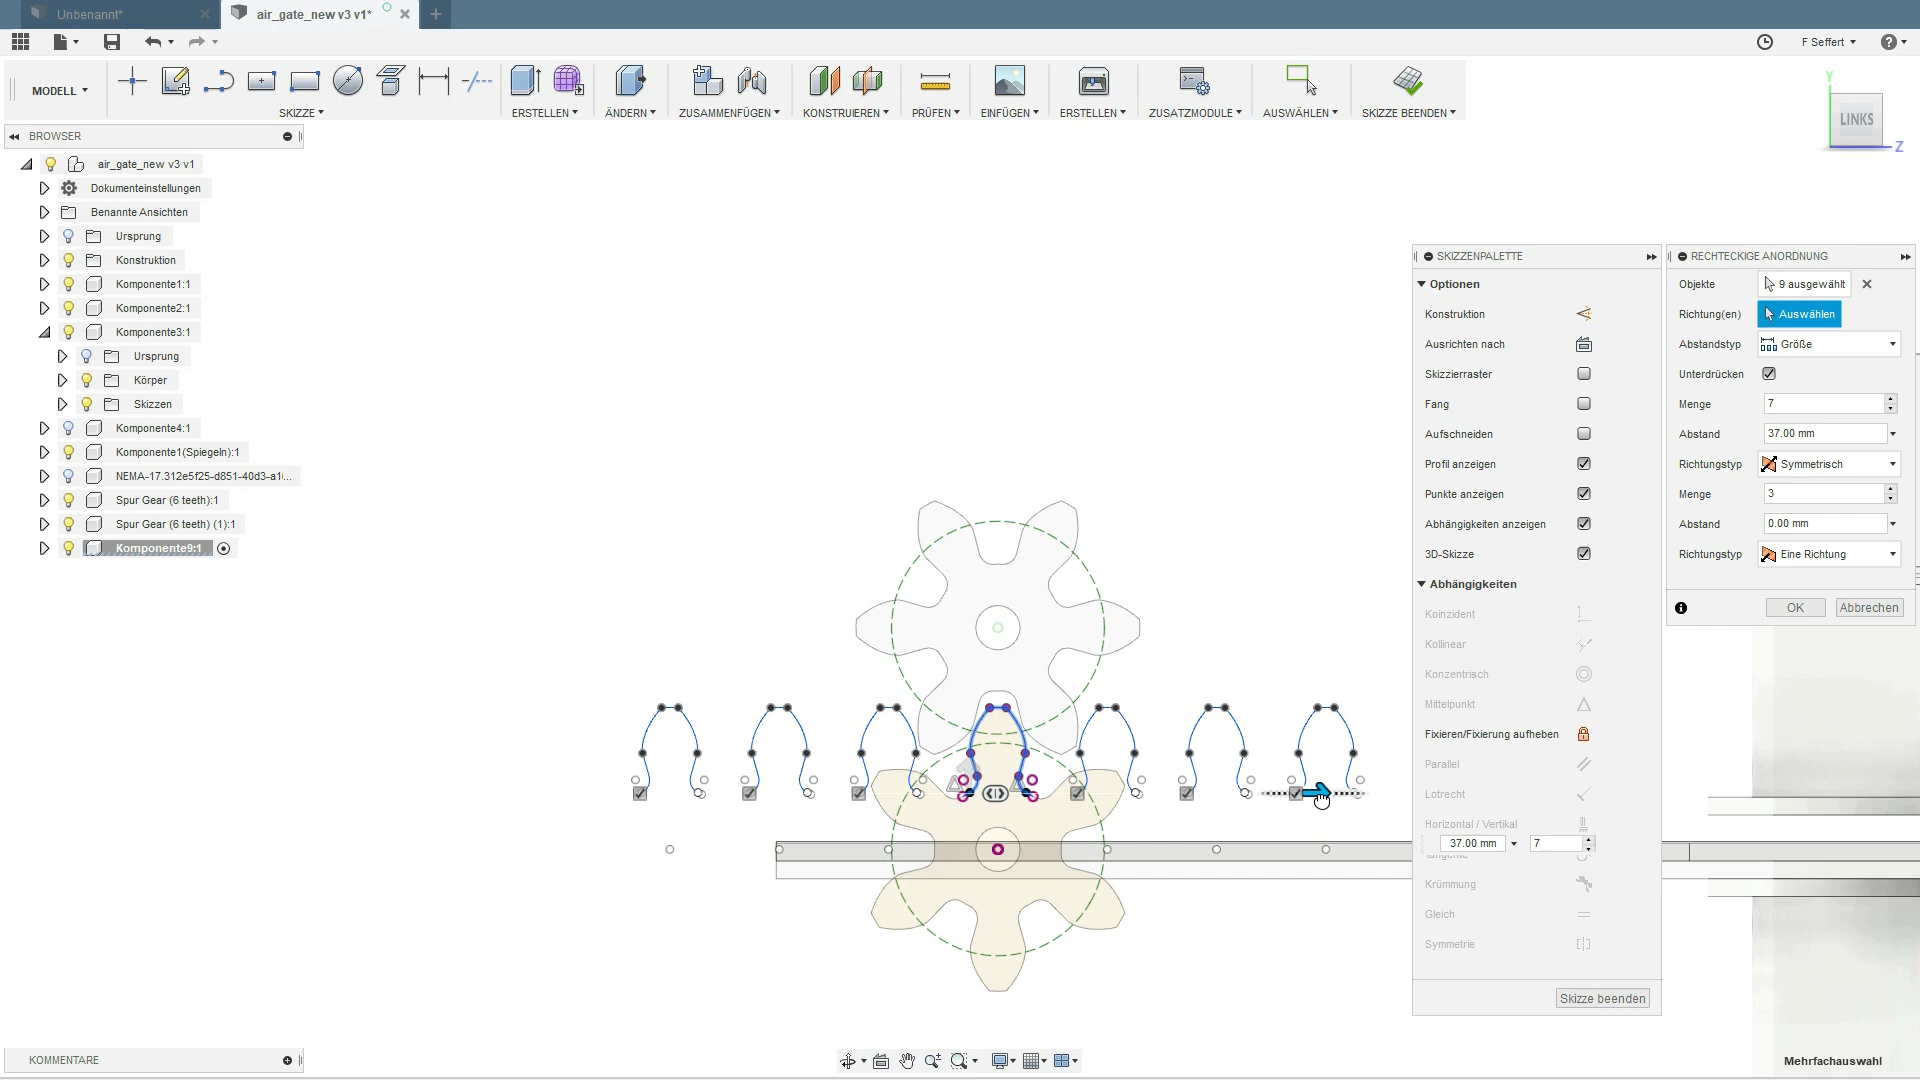 Unbenannt*
air_gate_new v3 v1*
F Seffert
MODELL
SKIZZE
ERSTELLEN
ÄNDERN
ZUSAMMENFÜGEN
KONSTRUIEREN
PRÜFEN
EINFÜGEN
ERSTELLEN
ZUSATZMODULE
AUSWÄHLEN
SKIZZE BEENDEN
Y
LINKS
Z
BROWSER
air_gate_new v3 v1
Dokumenteinstellungen
Benannte Ansichten
Ursprung
Konstruktion
Komponente1:1
Komponente2:1
Komponente3:1
Ursprung
Körper
Skizzen
Komponente4:1
Komponente1(Spiegeln):1
NEMA-17.312e5f25-d851-40d3-a1(...
Spur Gear (6 teeth):1
Spur Gear (6 teeth) (1):1
Komponente9:1
SKIZZENPALETTE
Optionen
Konstruktion
Ausrichten nach
Skizzierraster
Fang
Aufschneiden
Profil anzeigen
Punkte anzeigen
Abhängigkeiten anzeigen
3D-Skizze
Abhängigkeiten
Koinzident
Kollinear
Konzentrisch
Mittelpunkt
Fixieren/Fixierung aufheben
Parallel
Lotrecht
Horizontal / Vertikal
37.00 mm 7
Krümmung
Gleich
Symmetrie
Skizze beenden
RECHTECKIGE ANORDNUNG
Objekte 9 ausgewählt
Richtung(en) Auswählen
Abstandstyp Größe
Unterdrücken
Menge 7
Abstand 37.00 mm
Richtungstyp Symmetrisch
Menge 3
Abstand 0.00 mm
Richtungstyp Eine Richtung
OK Abbrechen
KOMMENTARE
Mehrfachauswahl